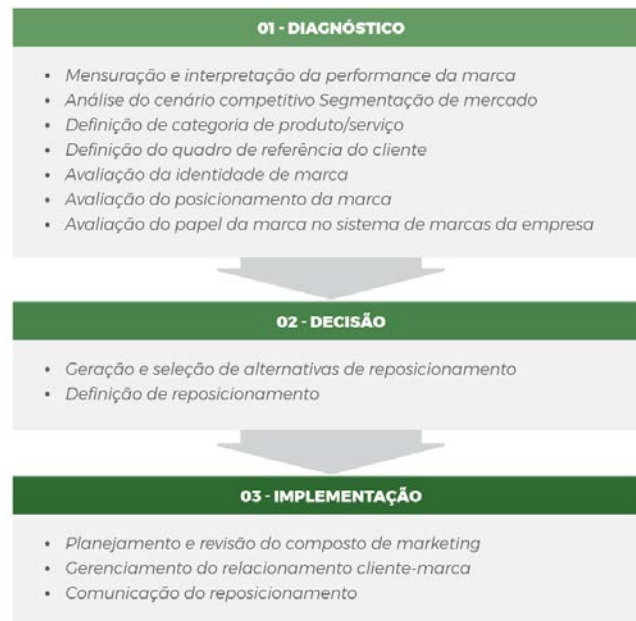 01 - DIAGNÓSTICO
• Mensuração e interpretação da performance da marca
• Análise do cenário competitivo Segmentação de mercado
• Definição de categoria de produto/serviço
• Definição do quadro de referência do cliente
• Avaliação da identidade de marca
• Avaliação do posicionamento da marca
• Avaliação do papel da marca no sistema de marcas da empresa
02 - DECISÃO
• Geração e seleção de alternativas de reposicionamento
• Definição de reposicionamento
03 - IMPLEMENTAÇÃO
• Planejamento e revisão do composto de marketing
• Gerenciamento do relacionamento cliente-marca
• Comunicação do reposicionamento